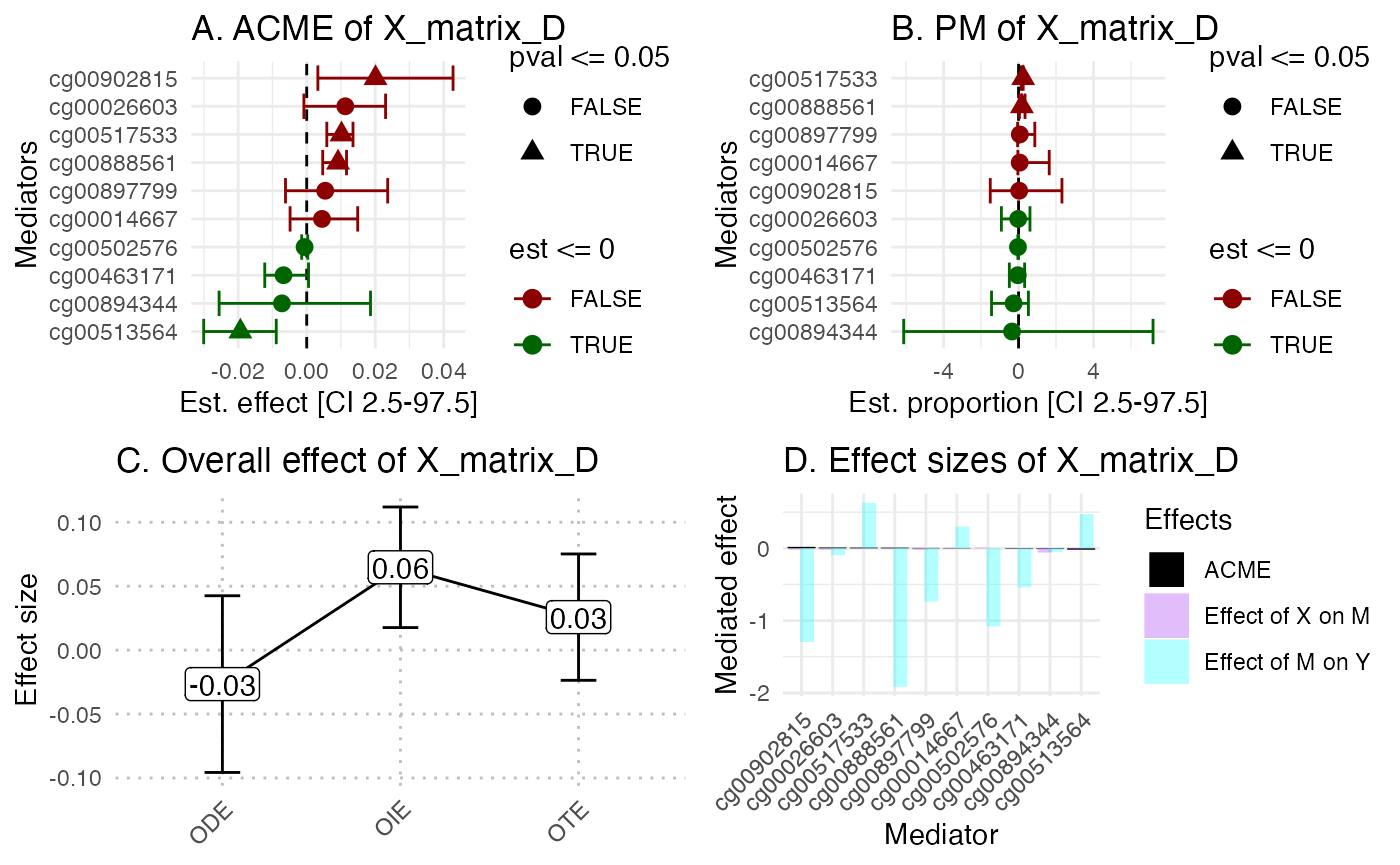 A. ACME of X_matrix_D
Mediators
cg00902815
cg00026603
cg00517533
cg00888561
cg00897799
cg00014667
cg00502576
cg00463171
cg00894344
cg00513564
-0.02 0.00 0.02 0.04
Est. effect [CI 2.5-97.5]
pval <= 0.05
FALSE
TRUE
est <= 0
FALSE
TRUE
B. PM of X_matrix_D
Mediators
cg00517533
cg00888561
cg00897799
cg00014667
cg00902815
cg00026603
cg00502576
cg00463171
cg00513564
cg00894344
-4 0 4
Est. proportion [CI 2.5-97.5]
pval <= 0.05
FALSE
TRUE
est <= 0
FALSE
TRUE
C. Overall effect of X_matrix_D
Effect size
0.10
0.05
0.00
-0.05
-0.10
-0.03
0.06
0.03
ODE
OIE
OTE
D. Effect sizes of X_matrix_D
Mediated effect
0
-1
-2
cg00902815
cg00026603
cg00517533
cg00888561
cg00897799
cg00014667
cg00502576
cg00463171
cg00894344
cg00513564
Mediator
Effects
ACME
Effect of X on M
Effect of M on Y